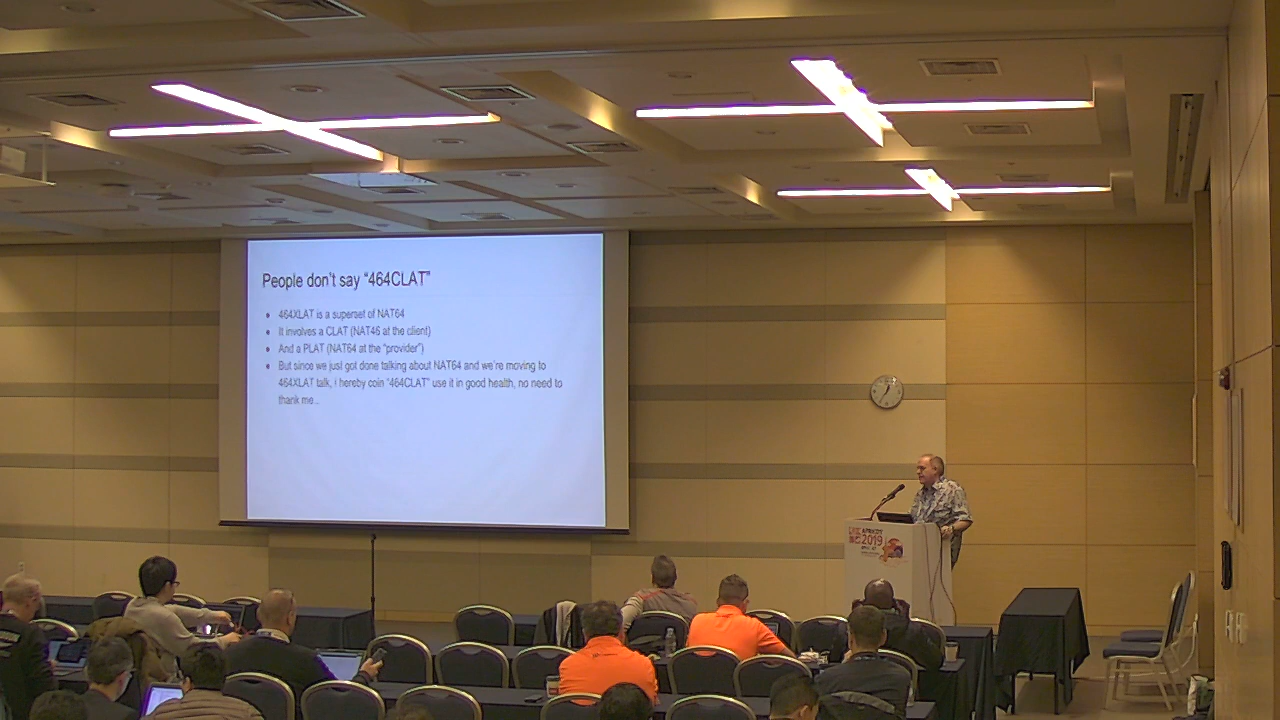 People don't say "464CLAT"
• 464XLAT is a superset of NAT64
• It involves a CLAT (NAT46 at the client)
• And a PLAT (NAT64 at the "provider")
• But since we just got done talking about NAT64 and we're moving to
464XLAT talk, i hereby coin "464CLAT" use it in good health, no need to
thank me...
2019